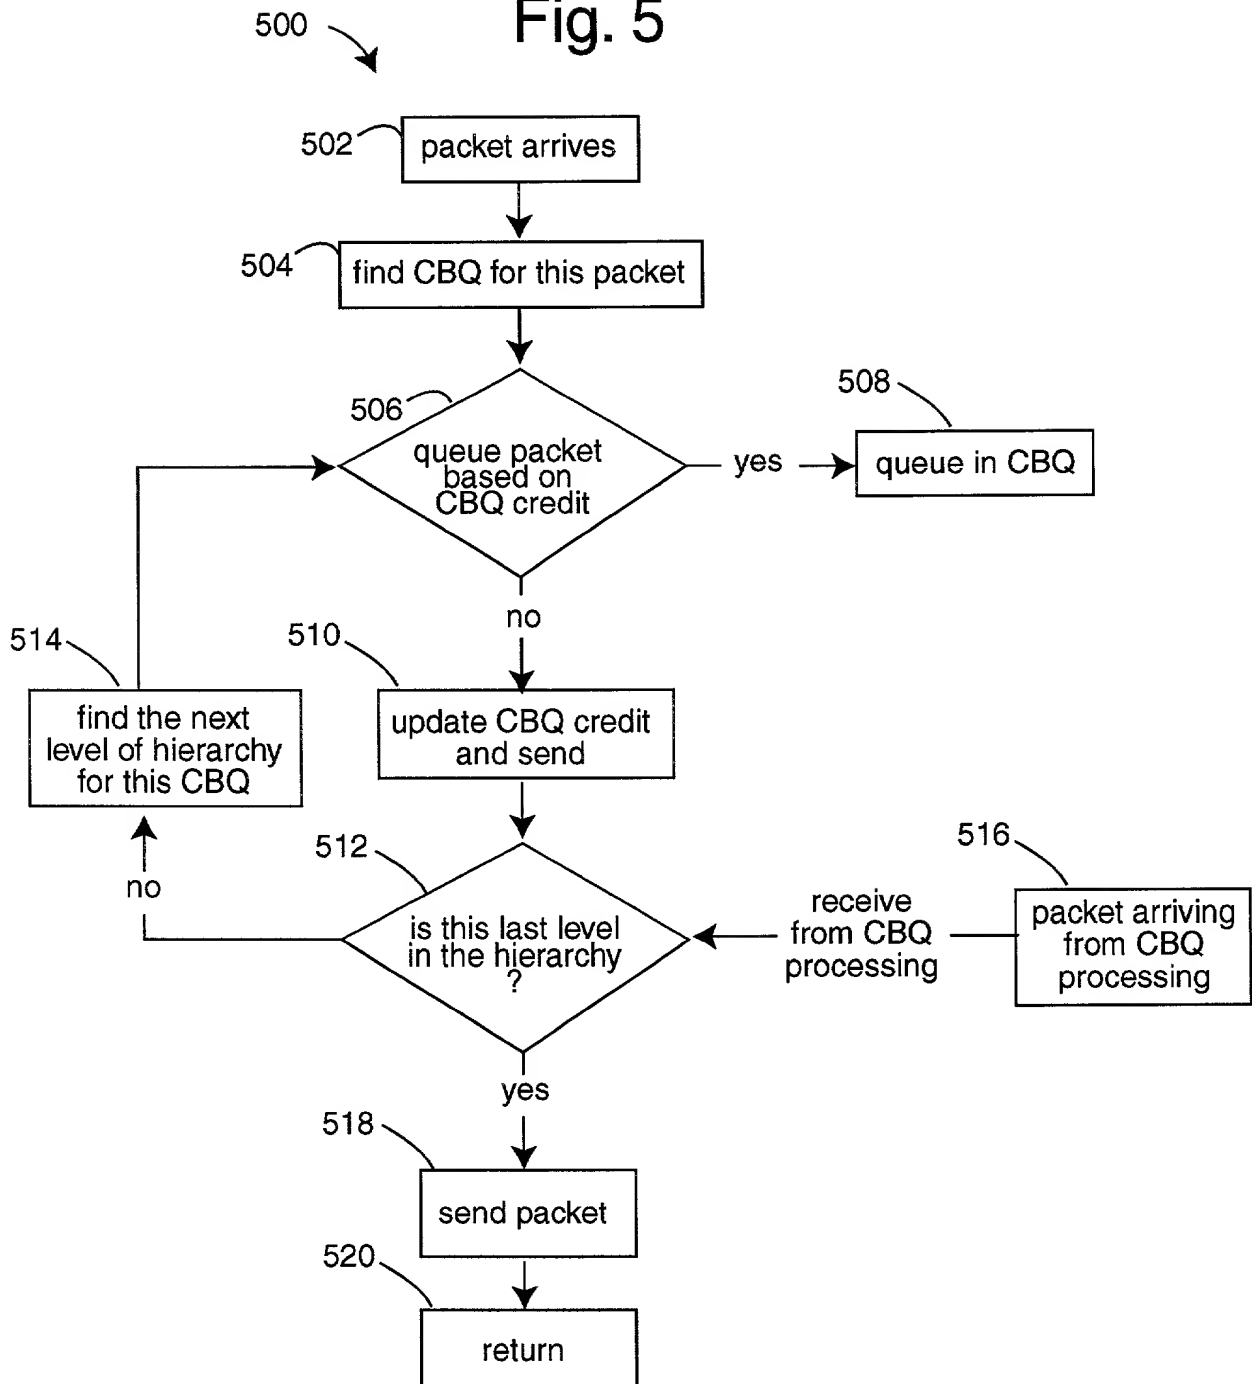 Fig. 5
500
502
packet arrives
504
find CBQ for this packet
506
queue packet
based on
CBQ credit
yes
508
queue in CBQ
no
510
update CBQ credit
and send
514
find the next
level of hierarchy
for this CBQ
no
512
is this last level
in the hierarchy
?
receive
from CBQ
processing
516
packet arriving
from CBQ
processing
yes
518
send packet
520
return